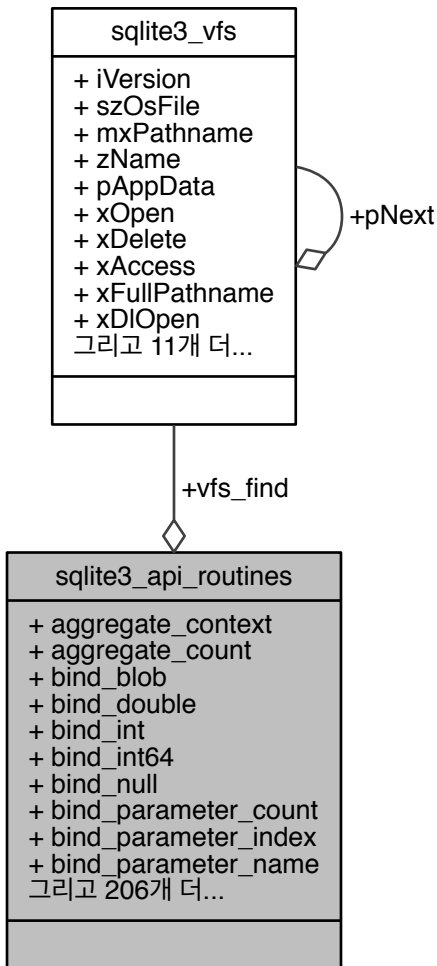 sqlite3_vfs
+ iVersion
+ szOsFile
+ mxPathname
+ zName
+ pAppData
+ xOpen
+ xDelete
+ xAccess
+ xFullPathname
+ xDlOpen
그리고 11개 더...
+pNext
+vfs_find
sqlite3_api_routines
+ aggregate_context
+ aggregate_count
+ bind_blob
+ bind_double
+ bind_int
+ bind_int64
+ bind_null
+ bind_parameter_count
+ bind_parameter_index
+ bind_parameter_name
그리고 206개 더...